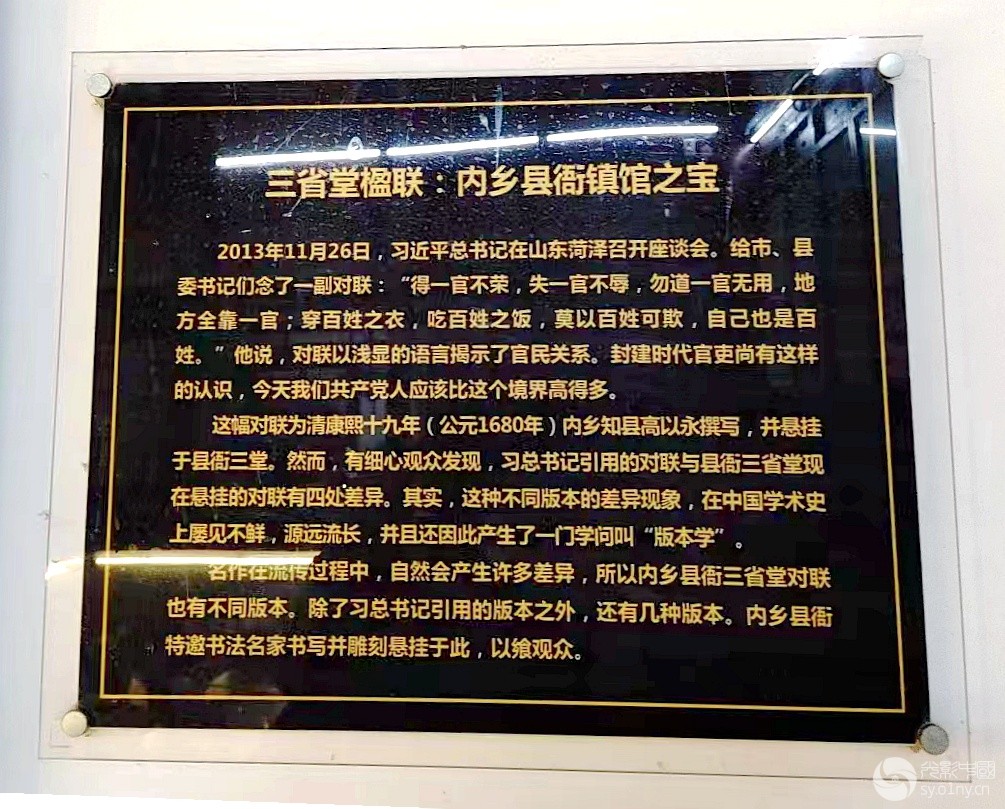 三省堂楹联：内乡县衙镇馆之宝
2013年11月26日，习近平总书记在山东菏泽召开座谈会。给市、县
委书记们念了一副对联：“得一官不荣，失一官不辱，勿道一官无用，地
方全靠一官；穿百姓之衣，吃百姓之饭，莫以百姓可欺，自己也是百
姓。”他说，对联以浅显的语言揭示了官民关系。封建时代官吏尚有这样
的认识，今天我们共产党人应该比这个境界高得多。
这幅对联为清康熙十九年（公元1680年）内乡知县高以永撰写，并悬挂
于县衙三堂。然而，有细心观众发现，习总书记引用的对联与县衙三省堂现
在悬挂的对联有四处差异。其实，这种不同版本的差异现象，在中国学术史
上屡见不鲜，源远流长，并且还因此产生了一门学问叫“版本学”。
名作在流传过程中，自然会产生许多差异，所以内乡县衙三省堂对联
也有不同版本。除了习总书记引用的版本之外，还有几种版本。内乡县衙
特邀书法名家书写并雕刻悬挂于此，以飨观众。
sy.01ny.cn